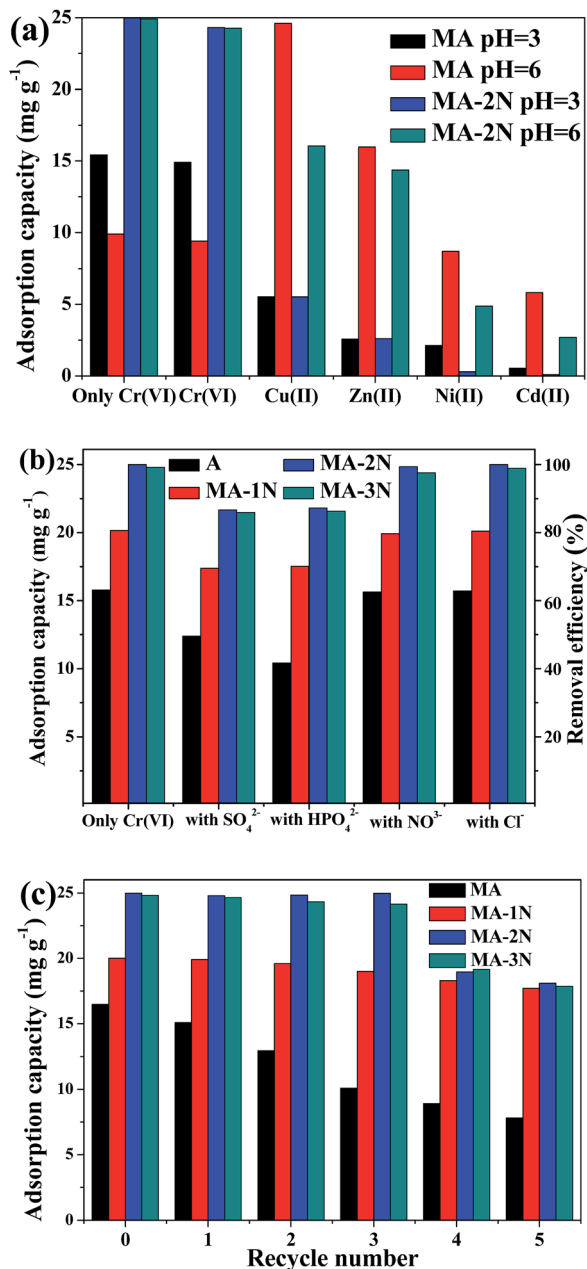 (a)
25
20
15
10
5
0
Adsorption capacity (mg g⁻¹)
MA pH=3
MA pH=6
MA-2N pH=3
MA-2N pH=6
Only Cr(VI) Cr(VI) Cu(II) Zn(II) Ni(II) Cd(II)
(b)
25
20
15
10
5
Adsorption capacity (mg g⁻¹)
A MA-2N
MA-1N MA-3N
100
80
60
40
20
Removal efficiency (%)
Only Cr(VI) with SO₄²⁻ with HPO₄²⁻ with NO³⁻ with Cl⁻
(c)
25
20
15
10
5
0
Adsorption capacity (mg g⁻¹)
MA
MA-1N
MA-2N
MA-3N
0 1 2 3 4 5
Recycle number